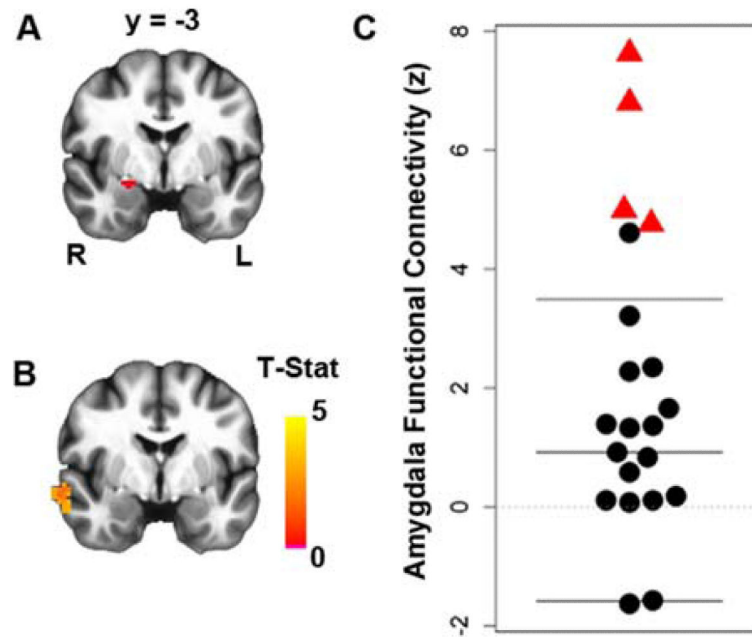 A
y = -3
R
L
B
T-Stat
5
0
C
Amygdala Functional Connectivity (z)
8
6
4
2
0
-2